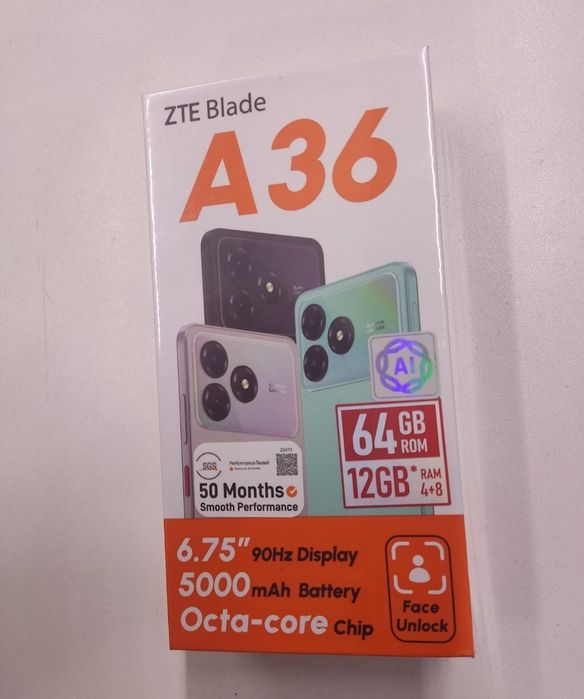 ZTE Blade
A36
AI
64 GB
ROM
12GB* RAM
4+8
SGS
Performance Tested
50 Months
Smooth Performance
6.75” 90Hz Display
5000mAh Battery
Octa-core Chip
Face
Unlock